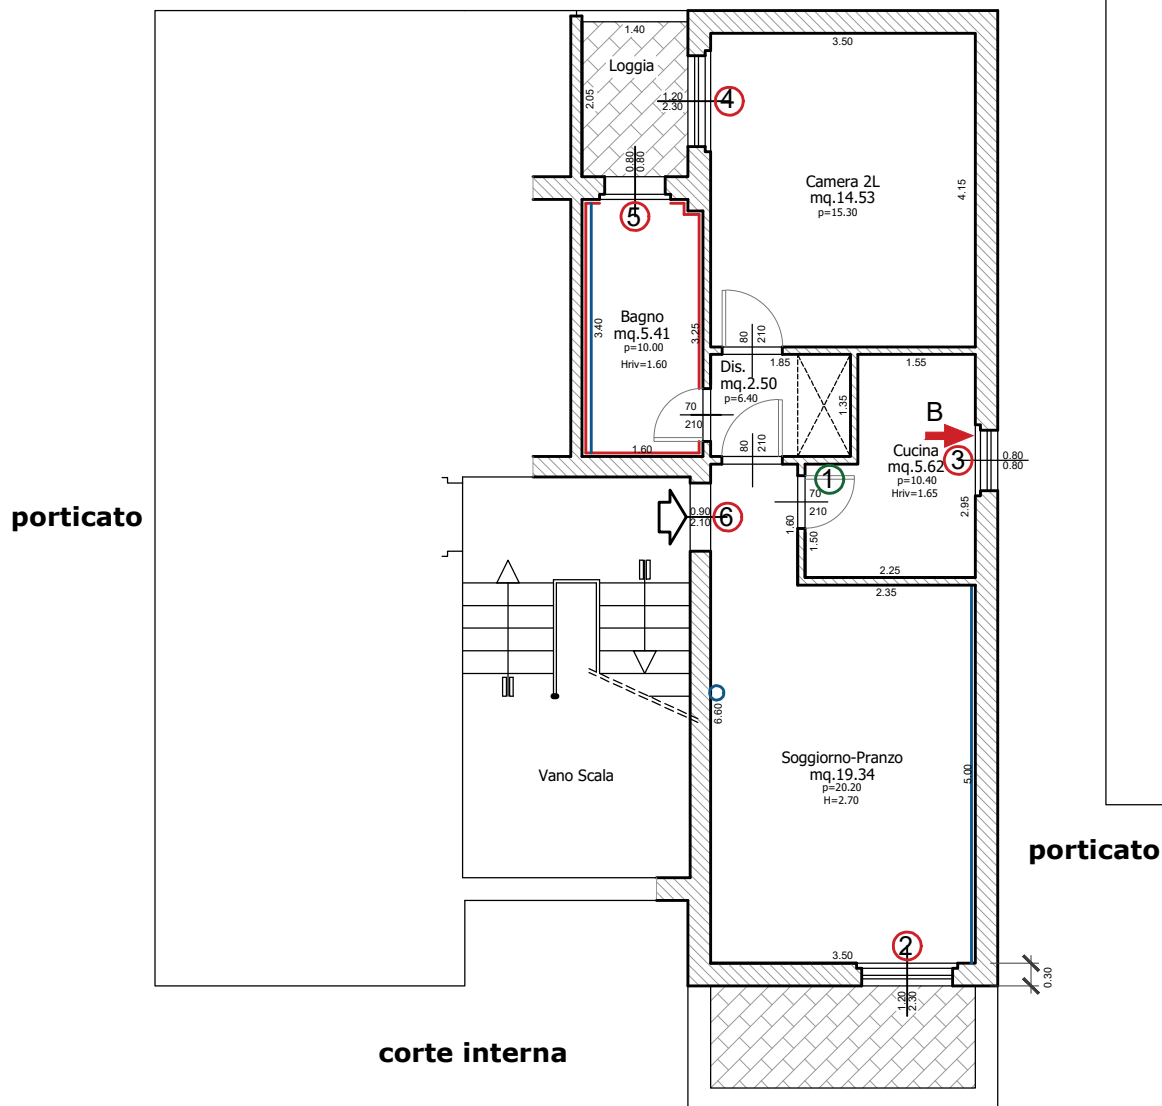 1.40
Loggia
2.05
1.20
2.30
4
3.50
Camera 2L
mq.14.53
p=15.30
4.15
0.80
0.80
5
Bagno
mq.5.41
p=10.00
Hriv=1.60
3.40
3.25
1.60
80
210
1.85
Dis.
mq.2.50
p=6.40
1.35
70
210
80
210
1.55
B
Cucina
mq.5.62
p=10.40
Hriv=1.65
3
0.80
0.80
2.95
1
70
210
1.60
1.50
2.25
2.35
porticato
0.90
2.10
6
6.60
Vano Scala
Soggiorno-Pranzo
mq.19.34
p=20.20
H=2.70
5.00
porticato
3.50
2
1.20
2.30
0.30
corte interna